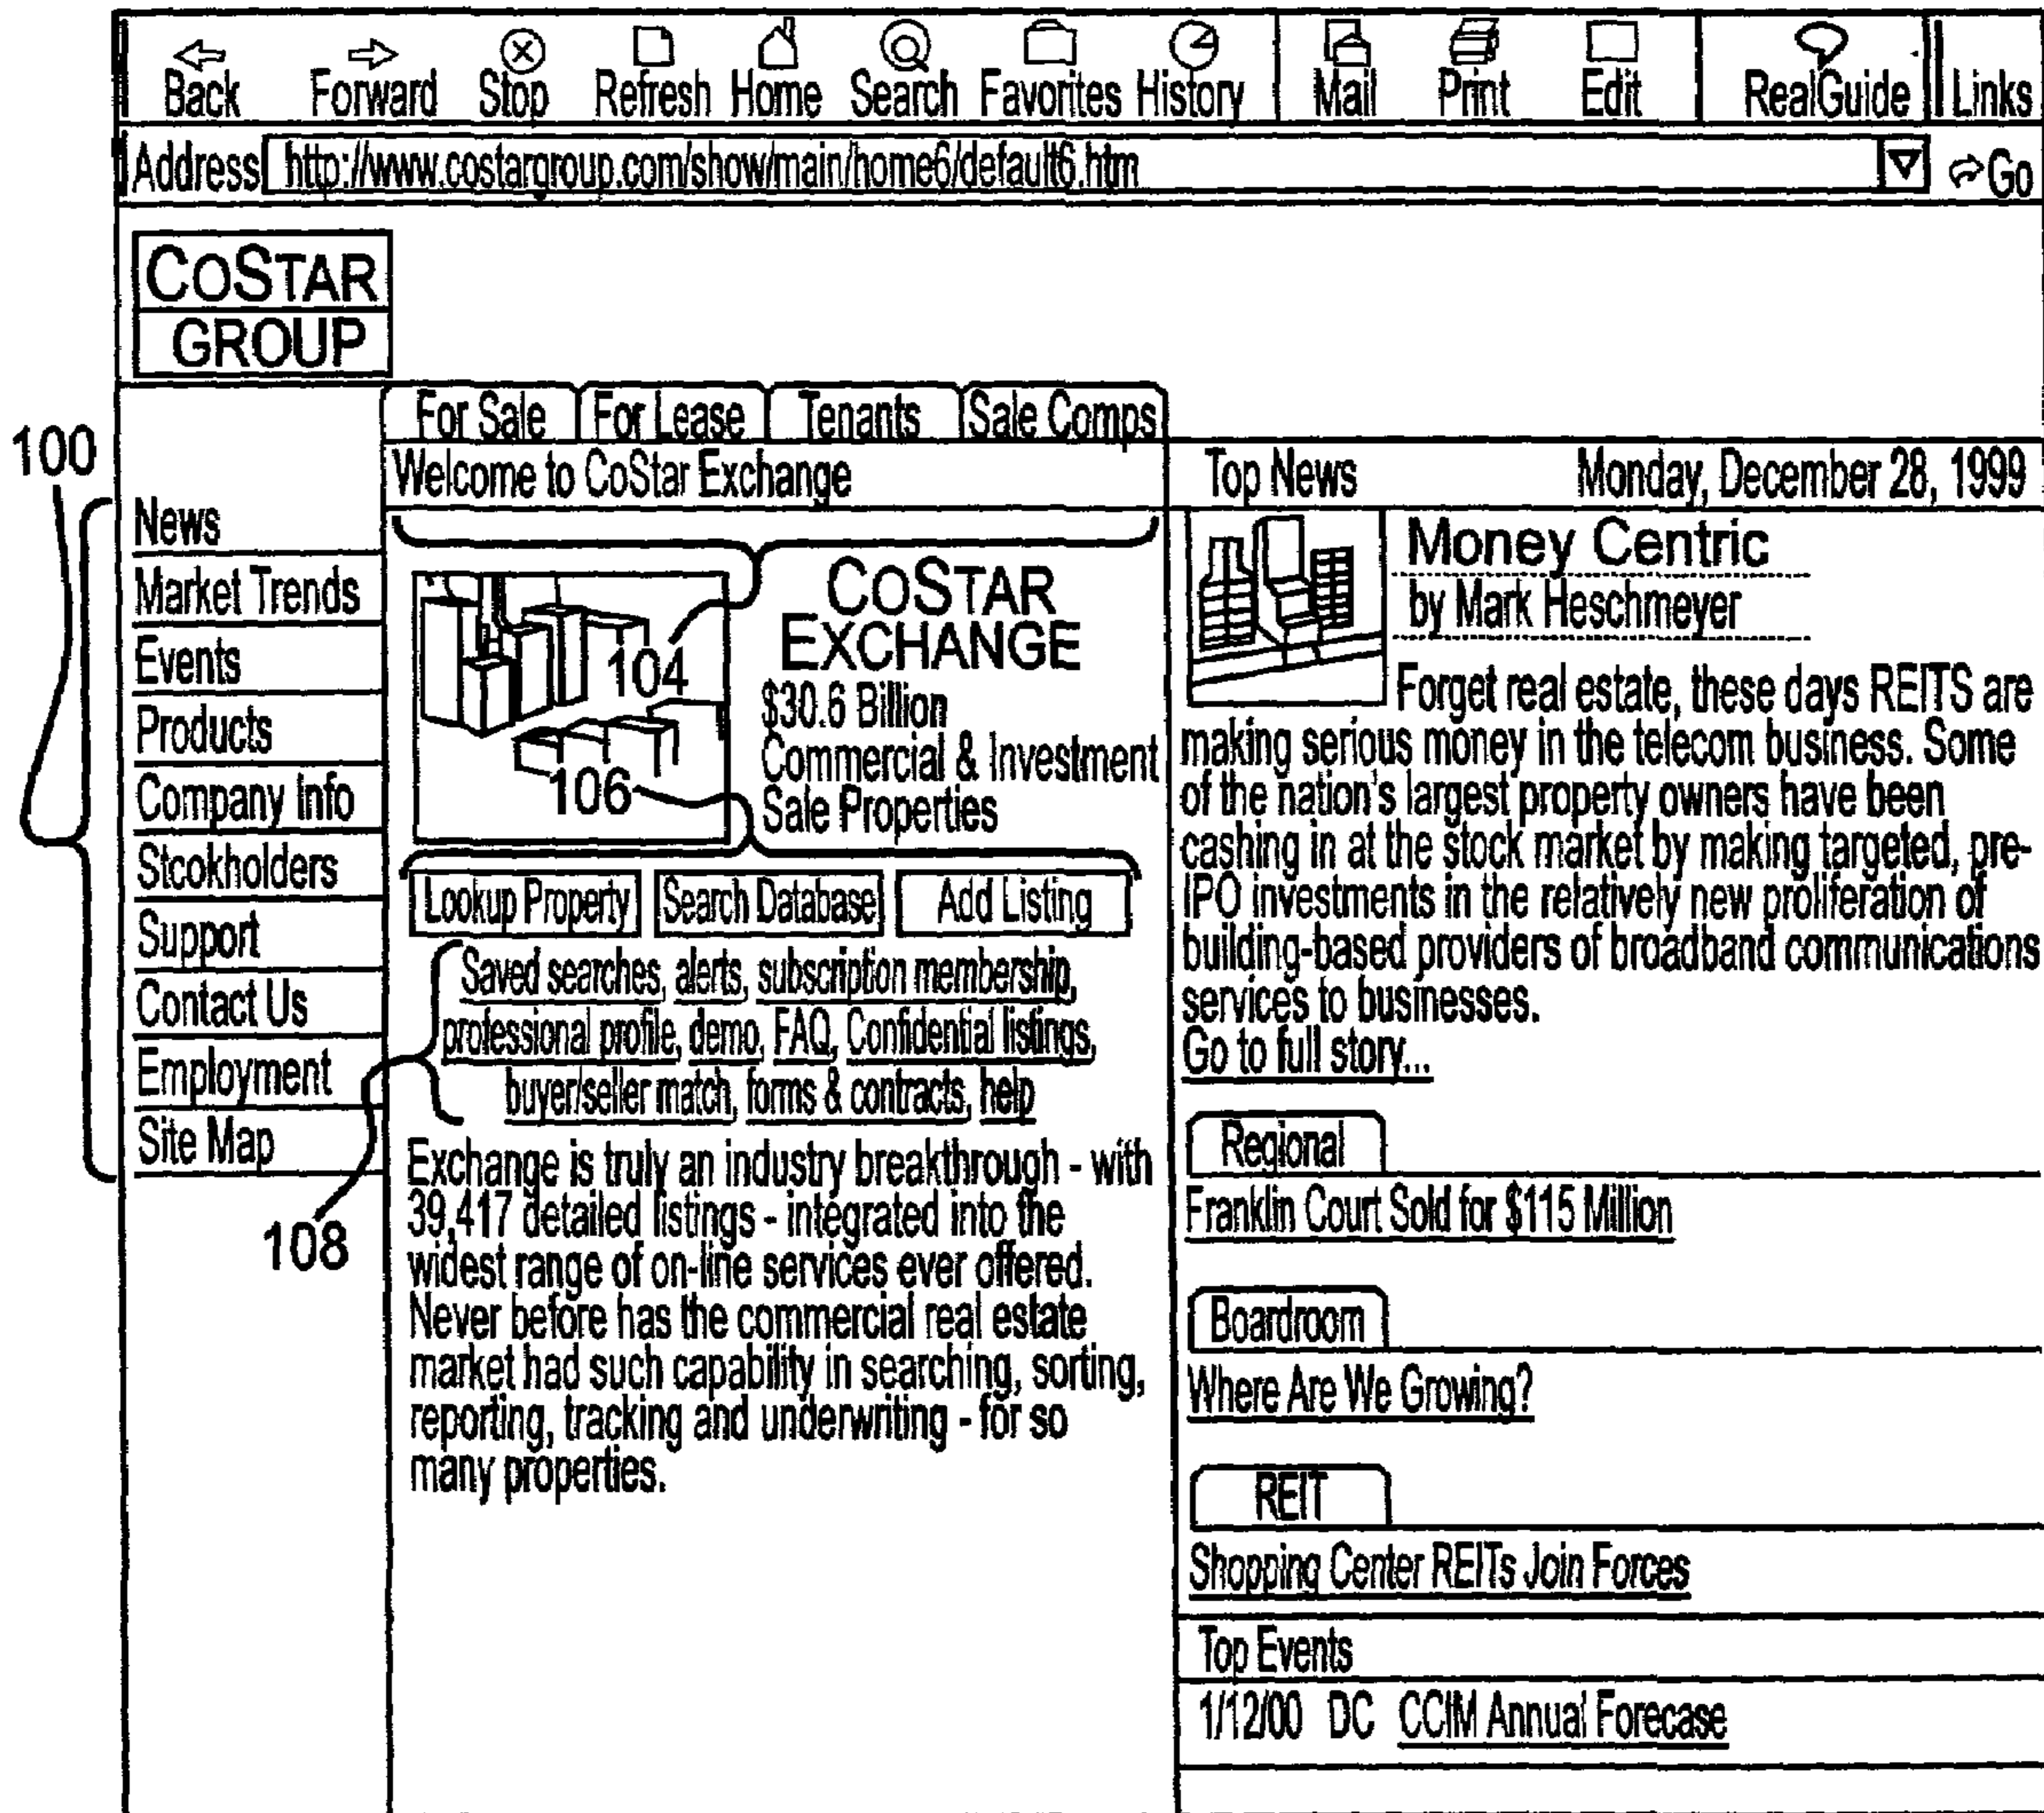 Back Forward Stop Refresh Home Search Favorites History Mail Print Edit RealGuide Links
Address http://www.costargroup.com/show/main/home6/default6.htm Go
COSTAR
GROUP
For Sale For Lease Tenants Sale Comps
100
News
Market Trends
Events
Products
Company Info
Stcokholders
Support
Contact Us
Employment
Site Map
Welcome to CoStar Exchange
104
COSTAR
EXCHANGE
$30.6 Billion
Commercial & Investment
Sale Properties
106
Lookup Property Search Database Add Listing
Saved searches, alerts, subscription membership,
professional profile, demo, FAQ, Confidential listings,
buyer/seller match, forms & contracts, help
108
Exchange is truly an industry breakthrough - with
39,417 detailed listings - integrated into the
widest range of on-line services ever offered.
Never before has the commercial real estate
market had such capability in searching, sorting,
reporting, tracking and underwriting - for so
many properties.
Top News Monday, December 28, 1999
Money Centric
by Mark Heschmeyer
Forget real estate, these days REITS are
making serious money in the telecom business. Some
of the nation's largest property owners have been
cashing in at the stock market by making targeted, pre-
IPO investments in the relatively new proliferation of
building-based providers of broadband communications
services to businesses.
Go to full story...
Regional
Franklin Court Sold for $115 Million
Boardroom
Where Are We Growing?
REIT
Shopping Center REITs Join Forces
Top Events
1/12/00 DC CCIM Annual Forecase